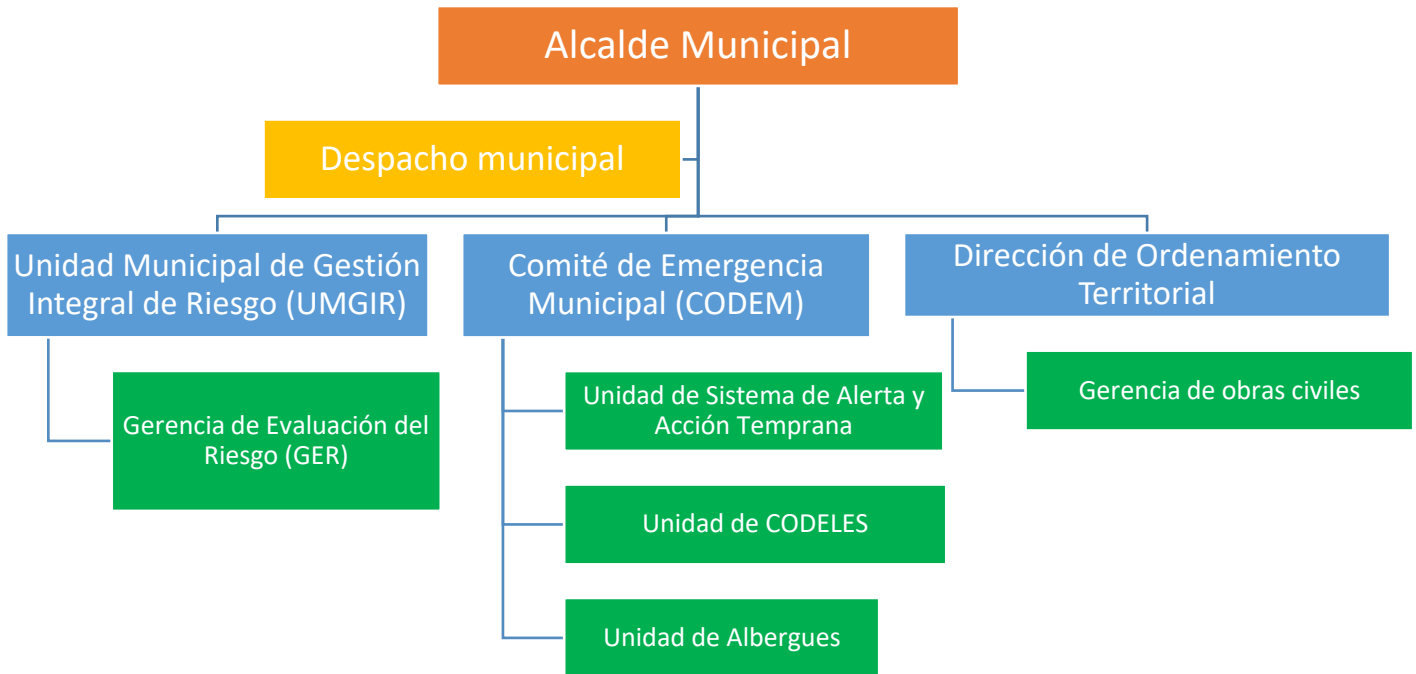 Alcalde Municipal
Despacho municipal
Unidad Municipal de Gestión
Integral de Riesgo (UMGIR)
Gerencia de Evaluación del
Riesgo (GER)
Comité de Emergencia
Municipal (CODEM)
Unidad de Sistema de Alerta y
Acción Temprana
Unidad de CODELES
Unidad de Albergues
Dirección de Ordenamiento
Territorial
Gerencia de obras civiles